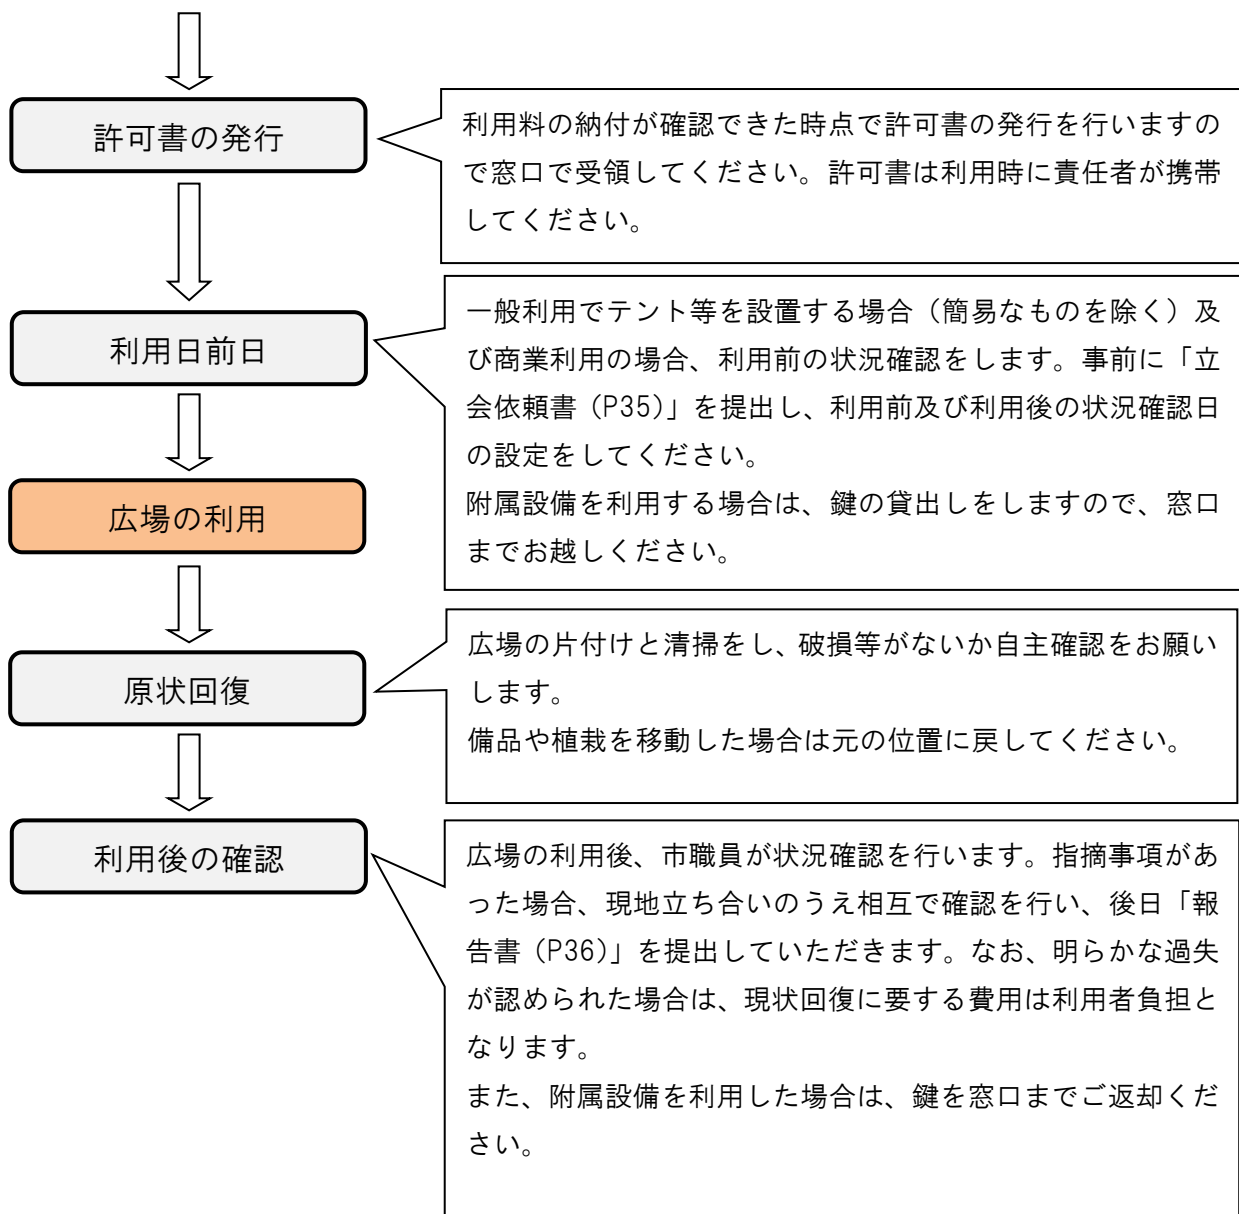 許可書の発行
利用料の納付が確認できた時点で許可書の発行を行いますの
で窓口で受領してください。許可書は利用時に責任者が携帯
してください。
利用日前日
一般利用でテント等を設置する場合（簡易なものを除く）及
び商業利用の場合、利用前の状況確認をします。事前に「立
会依頼書（P35）」を提出し、利用前及び利用後の状況確認日
の設定をしてください。
附属設備を利用する場合は、鍵の貸出しをしますので、窓口
までお越しください。
広場の利用
原状回復
広場の片付けと清掃をし、破損等がないか自主確認をお願い
します。
備品や植栽を移動した場合は元の位置に戻してください。
利用後の確認
広場の利用後、市職員が状況確認を行います。指摘事項があ
った場合、現地立ち合いのうえ相互で確認を行い、後日「報
告書（P36）」を提出していただきます。なお、明らかな過失
が認められた場合は、現状回復に要する費用は利用者負担と
なります。
また、附属設備を利用した場合は、鍵を窓口までご返却くだ
さい。